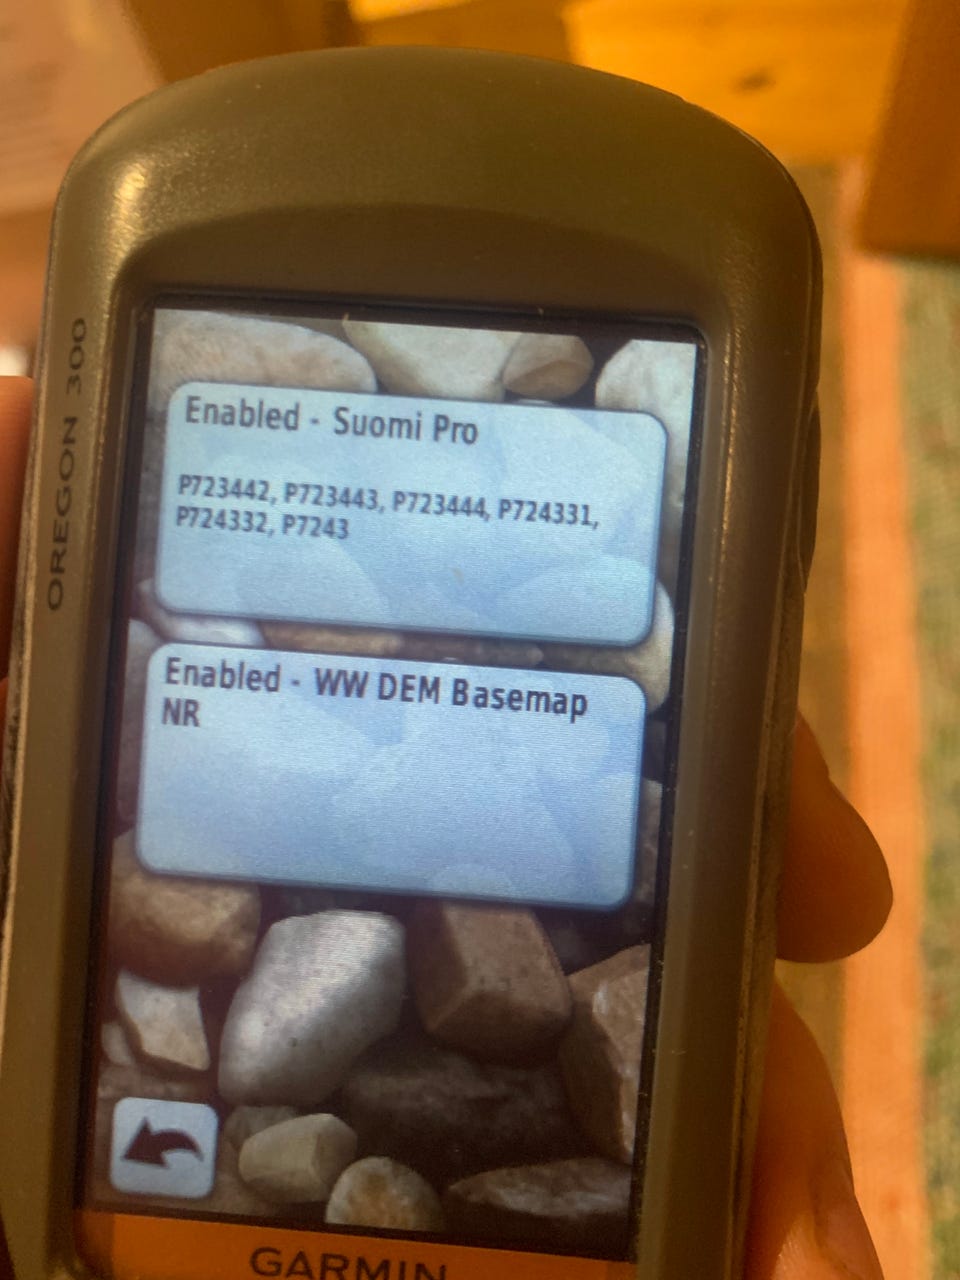 OREGON 300
Enabled - Suomi Pro
P723442, P723443, P723444, P724331,
P724332, P7243
Enabled - WW DEM Basemap
NR
GARMIN